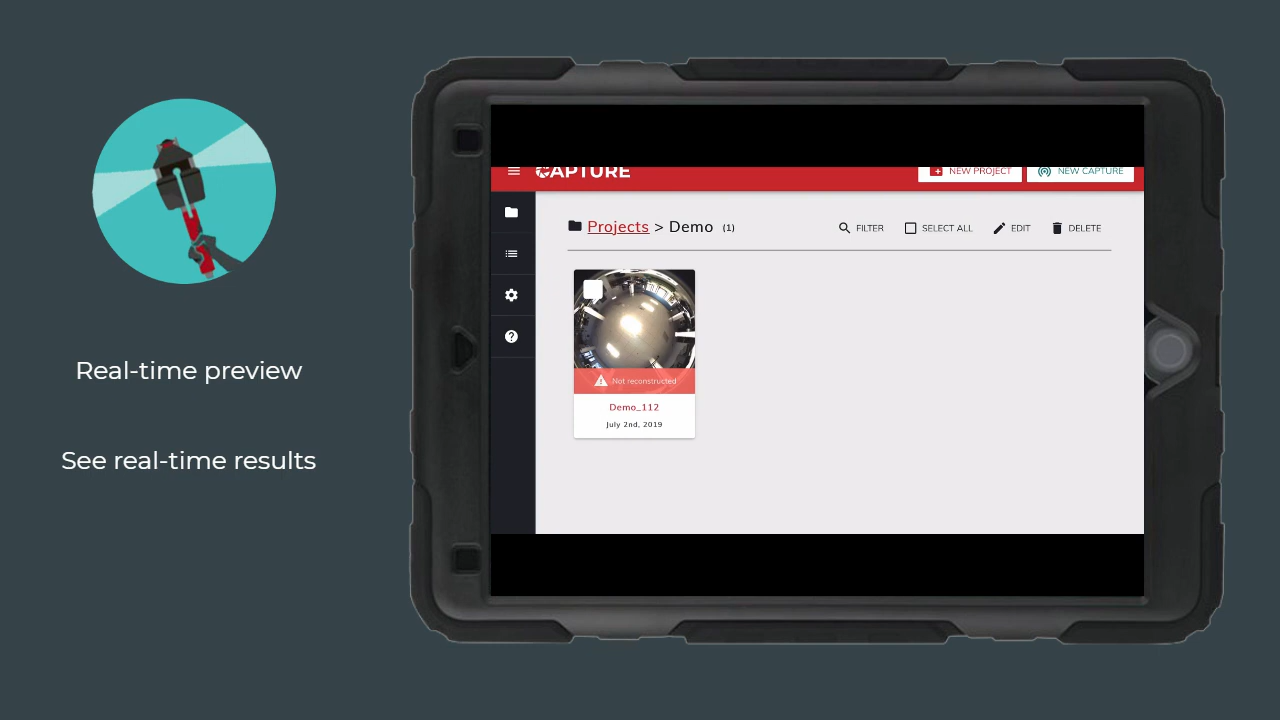 CAPTURE
NEW PROJECT
NEW CAPTURE
Projects > Demo (1)
FILTER
SELECT ALL
EDIT
DELETE
Not reconstructed
Demo_112
July 2nd, 2019
Real-time preview
See real-time results